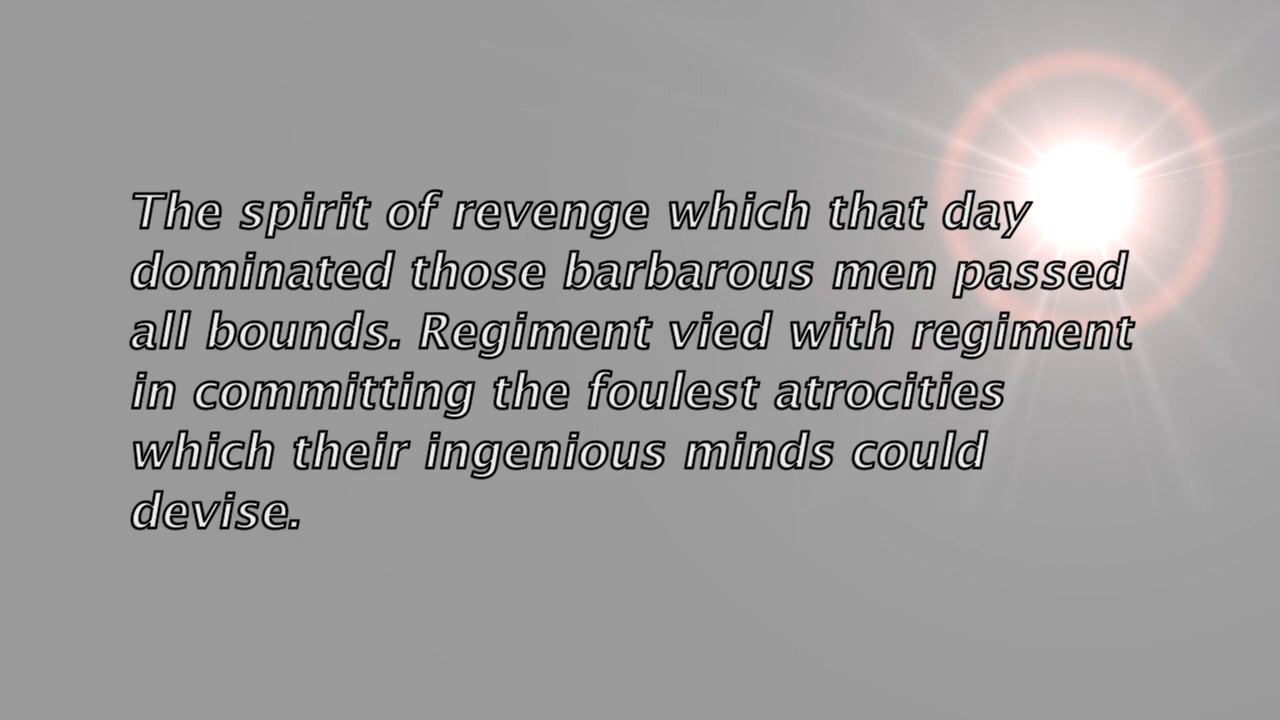 The spirit of revenge which that day
dominated those barbarous men passed
all bounds. Regiment vied with regiment
in committing the foulest atrocities
which their ingenious minds could
devise.